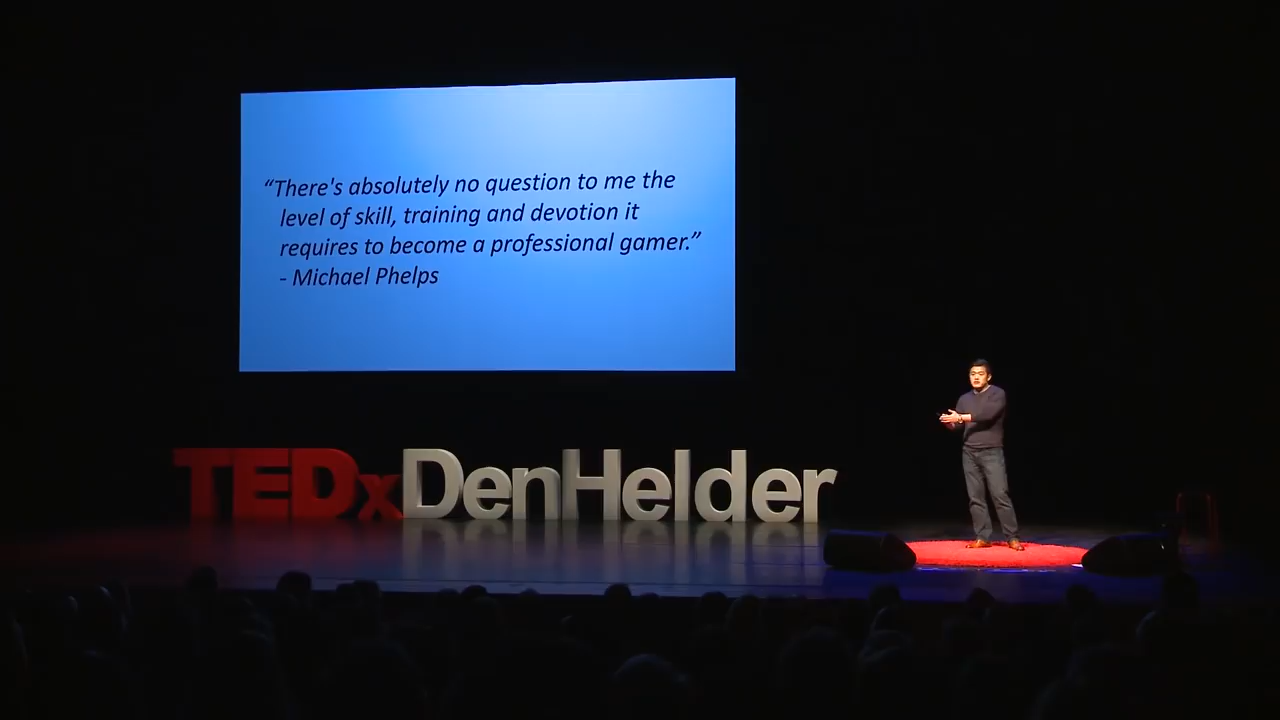 “There's absolutely no question to me the
level of skill, training and devotion it
requires to become a professional gamer.”
- Michael Phelps
TEDxDenHelder